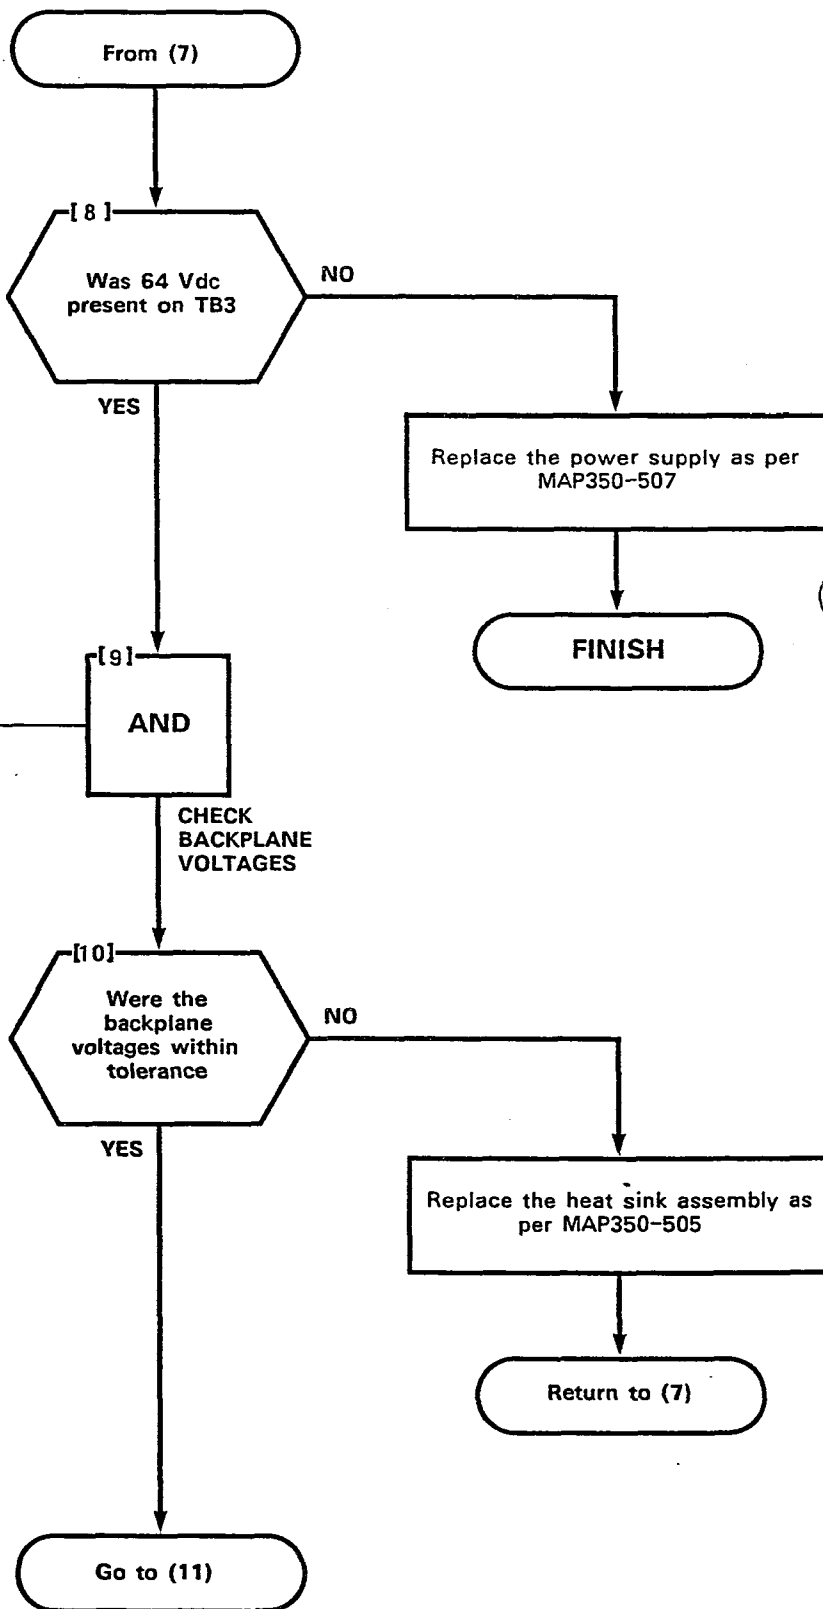 From (7)
[8]
Was 64 Vdc
present on TB3
NO
YES
Replace the power supply as per
MAP350-507
FINISH
[9]
AND
CHECK
BACKPLANE
VOLTAGES
[10]
Were the
backplane
voltages within
tolerance
NO
YES
Replace the heat sink assembly as
per MAP350-505
Return to (7)
Go to (11)